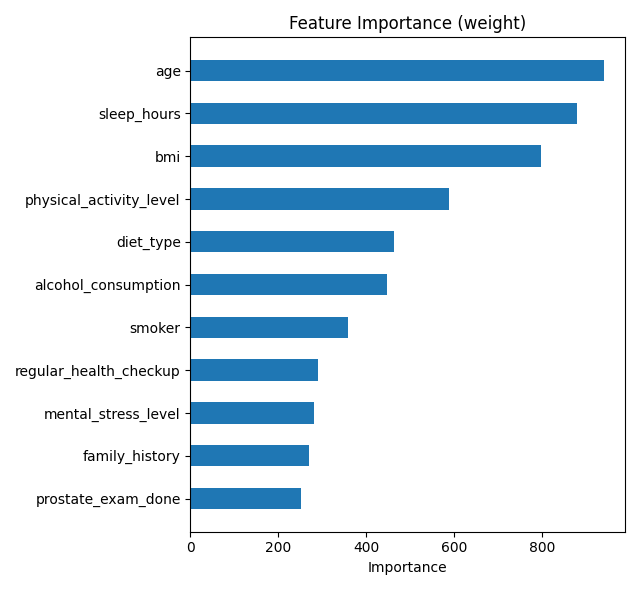 Feature Importance (weight)
age
sleep_hours
bmi
physical_activity_level
diet_type
alcohol_consumption
smoker
regular_health_checkup
mental_stress_level
family_history
prostate_exam_done
0 200 400 600 800
Importance